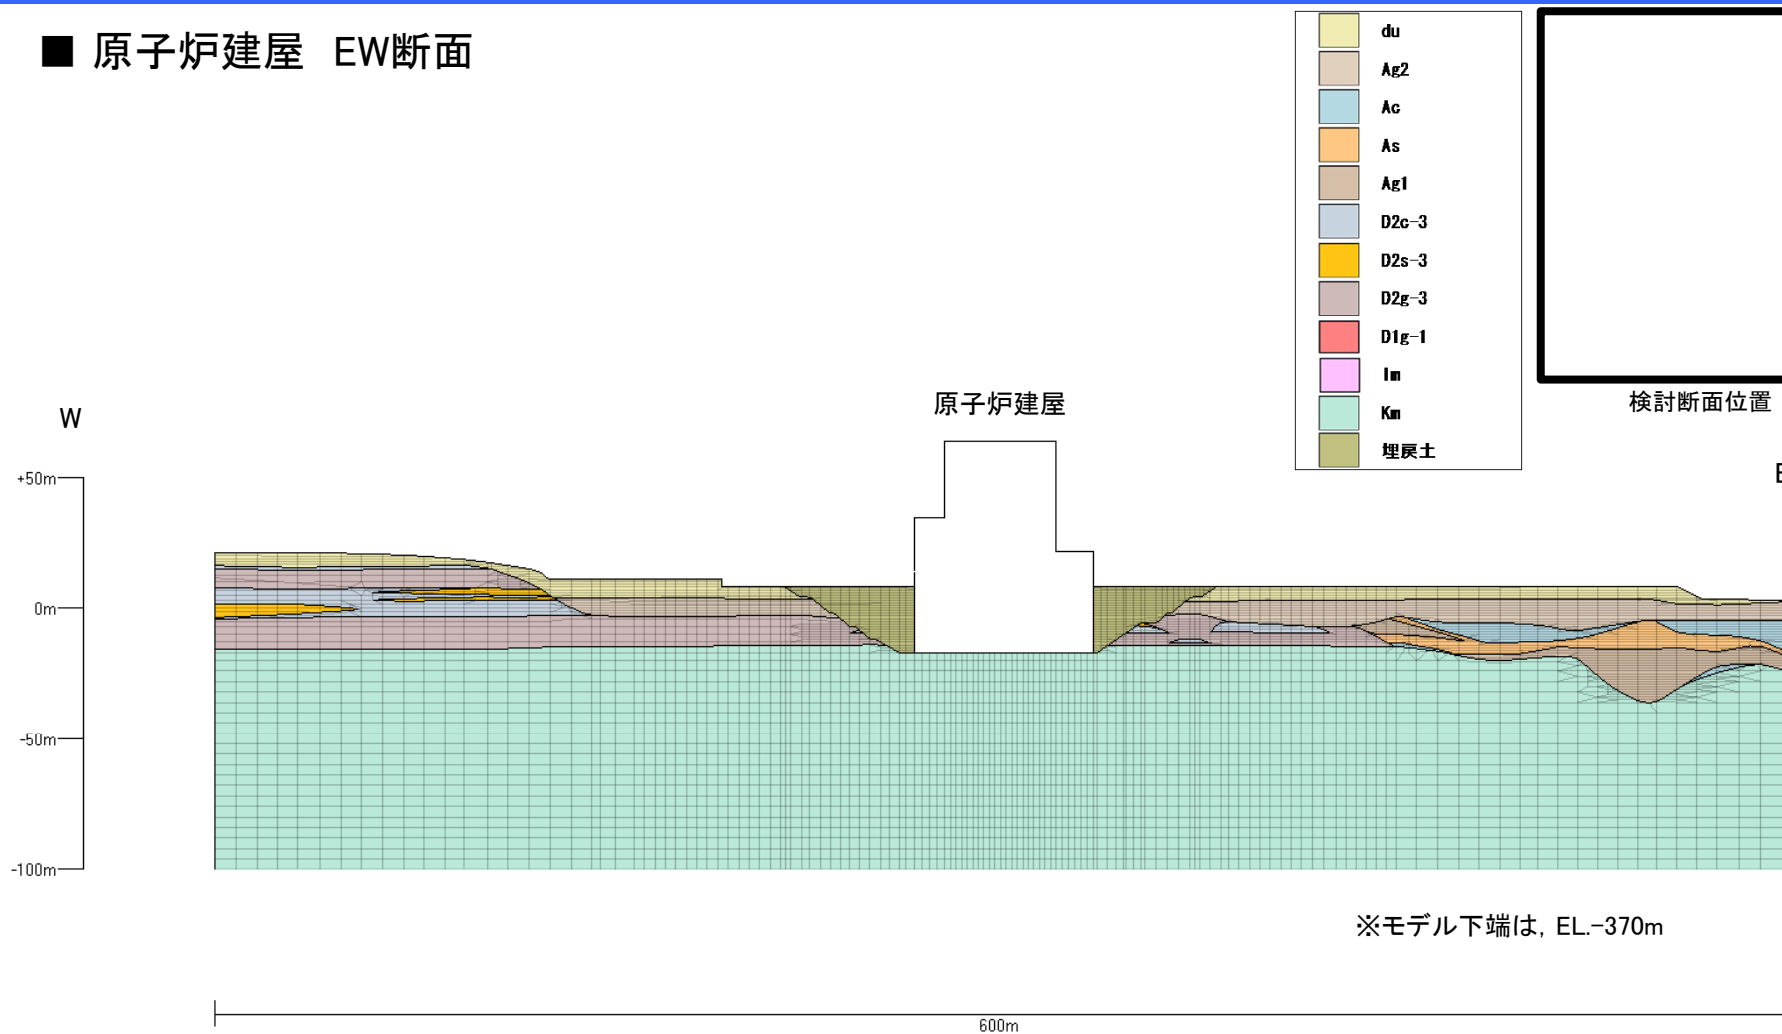 ■ 原子炉建屋 EW断面
du
Ag2
Ac
As
Ag1
D2c-3
D2s-3
D2g-3
D1g-1
Im
Km
埋戻土
検討断面位置
原子炉建屋
W
E
+50m
0m
-50m
-100m
※モデル下端は, EL.-370m
600m